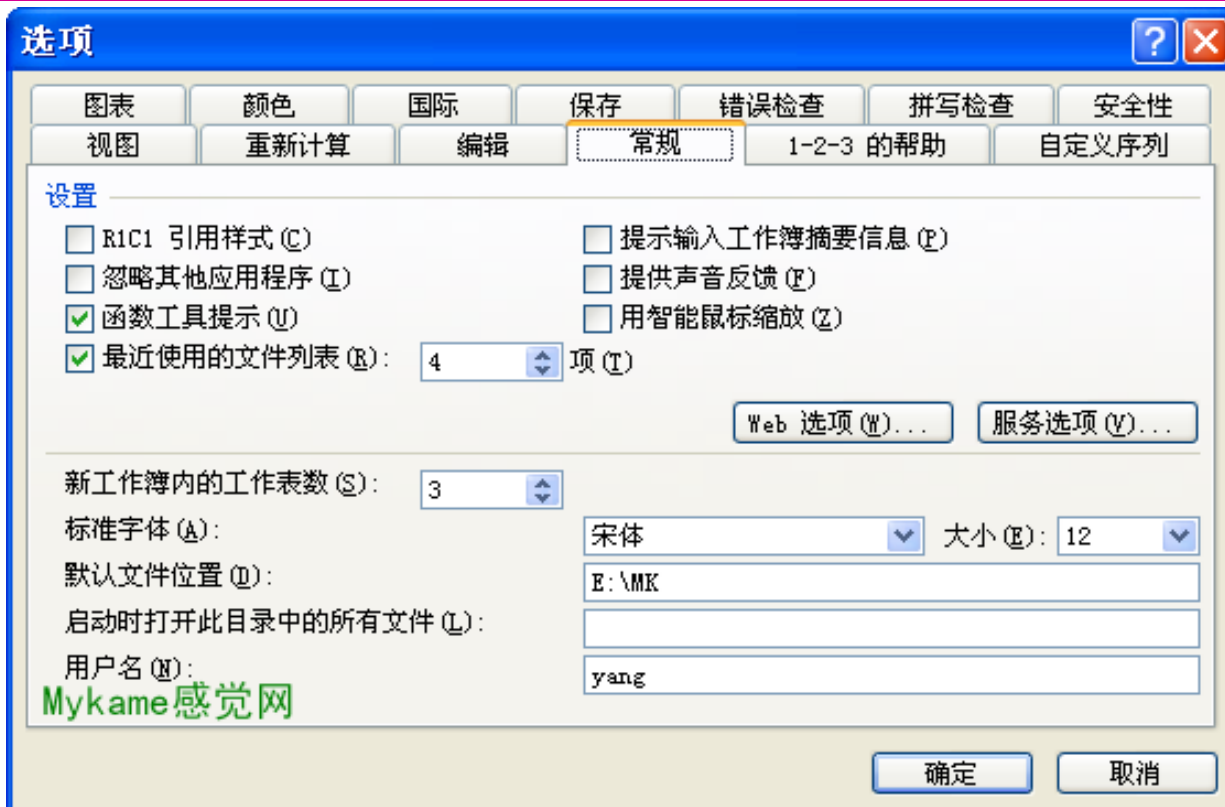 选项
图表 颜色 国际 保存 错误检查 拼写检查 安全性
视图 重新计算 编辑 常规 1-2-3 的帮助 自定义序列
设置
R1C1 引用样式(C) 提示输入工作簿摘要信息(P)
忽略其他应用程序(I) 提供声音反馈(F)
函数工具提示(U) 用智能鼠标缩放(Z)
最近使用的文件列表(R): 4 项(T)
Web 选项(W)... 服务选项(V)...
新工作簿内的工作表数(S): 3
标准字体(A): 宋体 大小(E): 12
默认文件位置(D): E:\MK
启动时打开此目录中的所有文件(L):
用户名(N): yang
Mykame感觉网
确定 取消